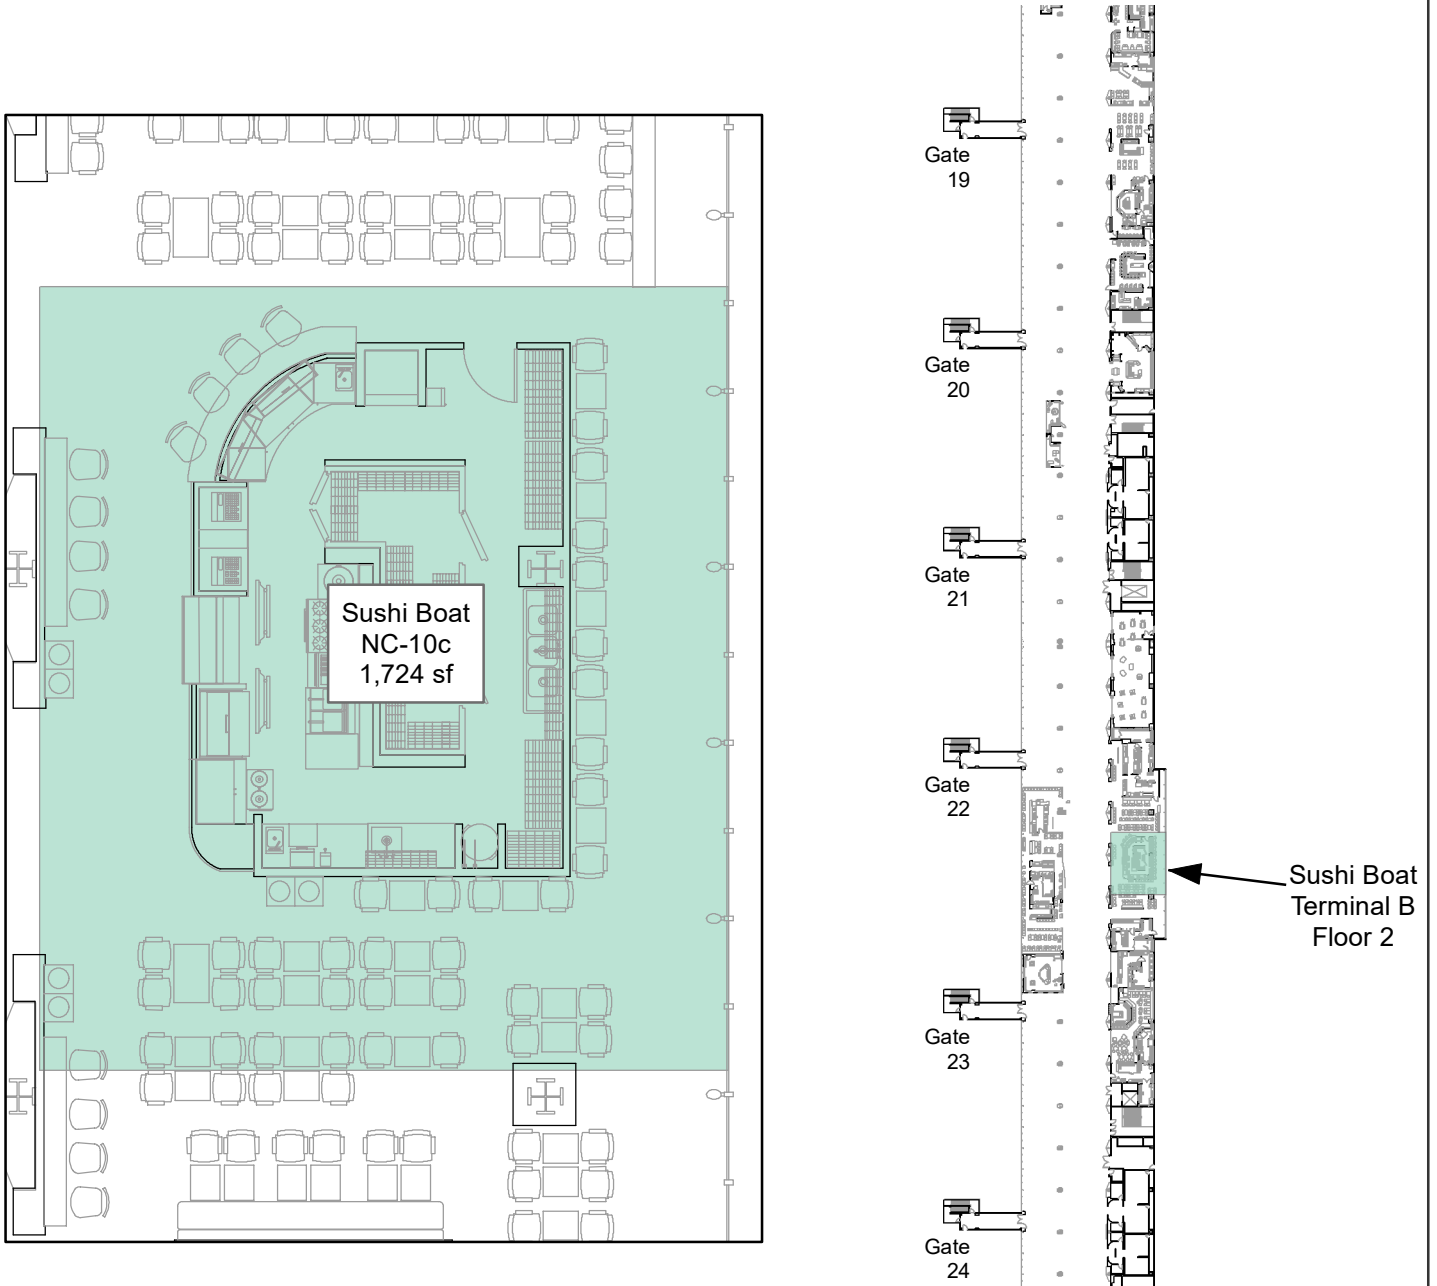 Sushi Boat
NC-10c
1,724 sf
Gate
19
Gate
20
Gate
21
Gate
22
Gate
23
Gate
24
Sushi Boat
Terminal B
Floor 2